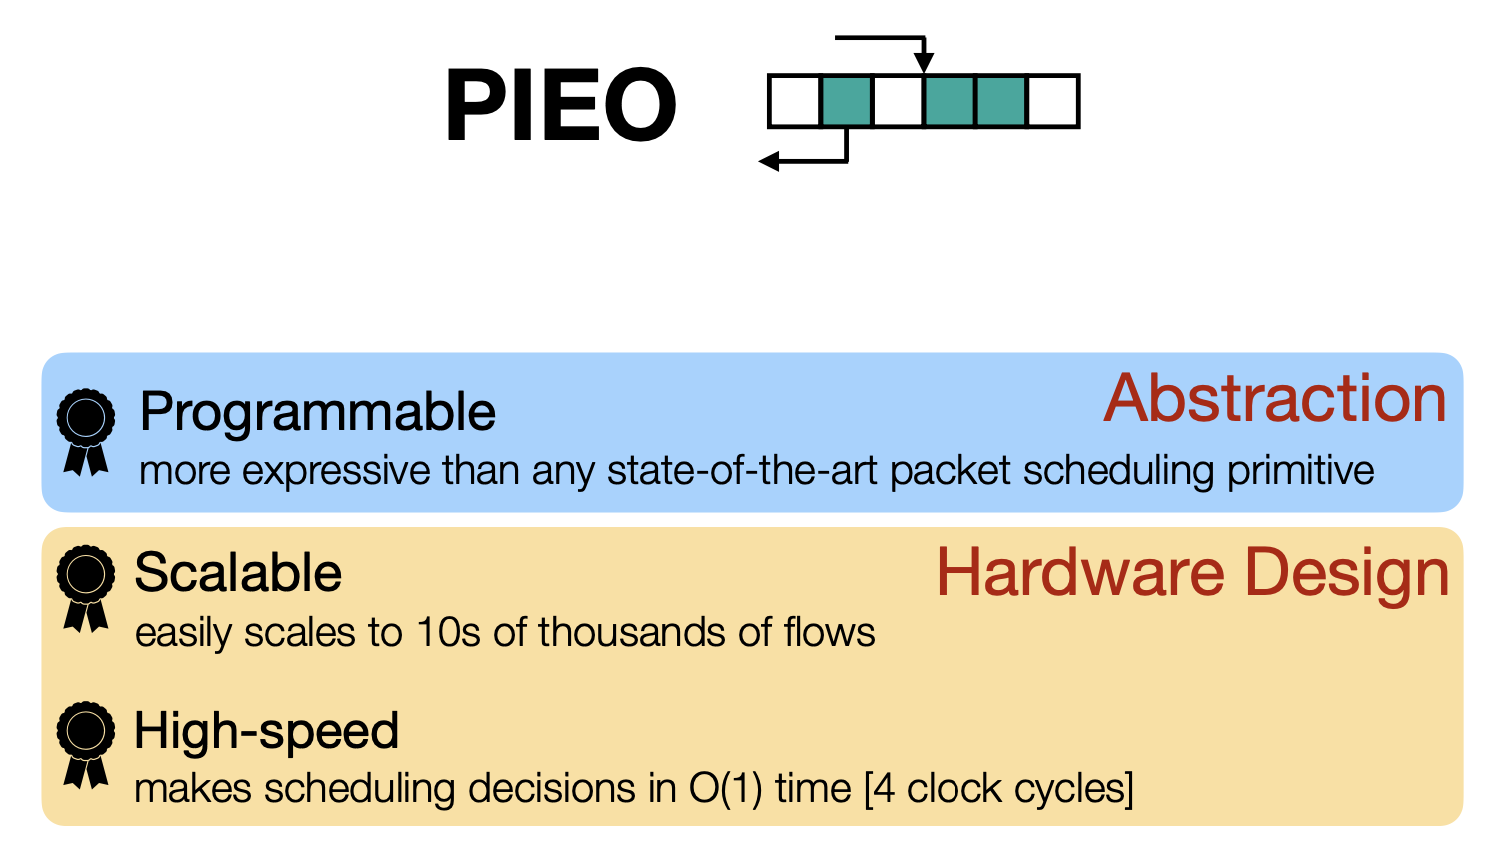 PIEO
Abstraction
Programmable
more expressive than any state-of-the-art packet scheduling primitive
Hardware Design
Scalable
easily scales to 10s of thousands of flows
High-speed
makes scheduling decisions in O(1) time [4 clock cycles]